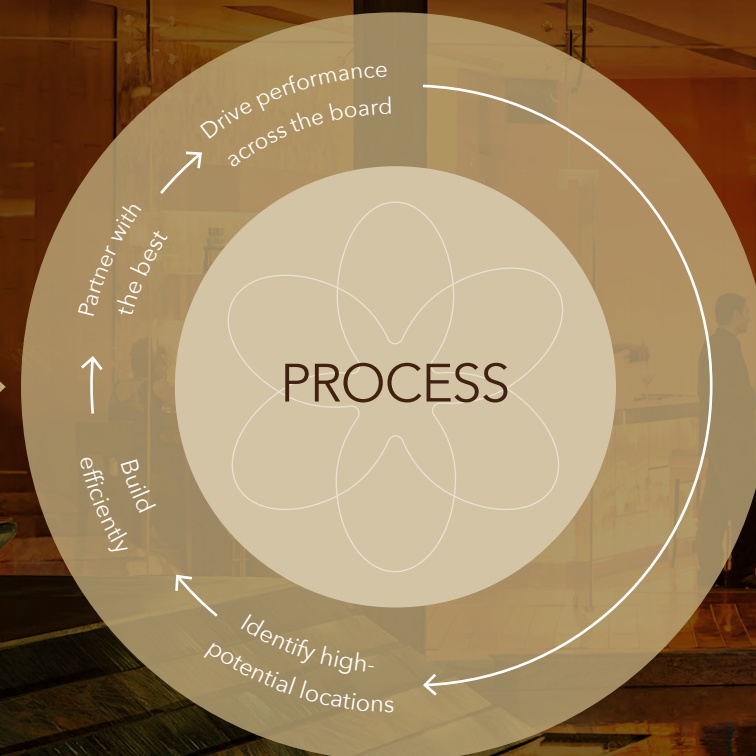 Drive performance
across the board
Partner with
the best
PROCESS
Build
efficiently
Identify high-
potential locations